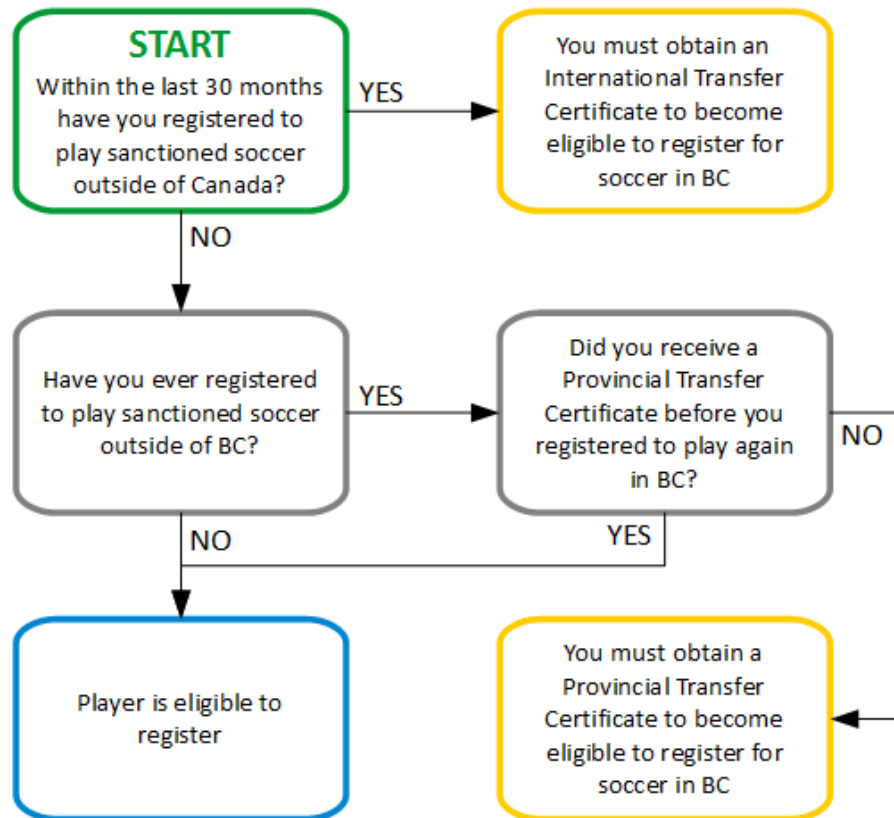 START
Within the last 30 months
have you registered to
play sanctioned soccer
outside of Canada?
YES
You must obtain an
International Transfer
Certificate to become
eligible to register for
soccer in BC
NO
Have you ever registered
to play sanctioned soccer
outside of BC?
YES
Did you receive a
Provincial Transfer
Certificate before you
registered to play again
in BC?
NO
NO
YES
Player is eligible to
register
You must obtain a
Provincial Transfer
Certificate to become
eligible to register for
soccer in BC